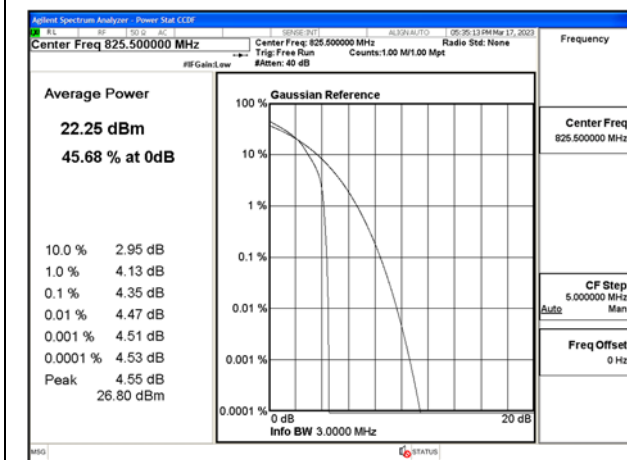 Agilent Spectrum Analyzer - Power Stat CCDF
RL RF 50 Ω AC SENSE:INT ALIGN AUTO 05:35:13 PM Mar 17, 2023
Center Freq 825.500000 MHz
Center Freq: 825.500000 MHz Radio Std: None
Trig: Free Run Counts:1.00 M/1.00 Mpt
#IFGain:Low #Atten: 40 dB
Frequency
Average Power
22.25 dBm
45.68 % at 0dB
10.0 % 2.95 dB
1.0 % 4.13 dB
0.1 % 4.35 dB
0.01 % 4.47 dB
0.001 % 4.51 dB
0.0001 % 4.53 dB
Peak 4.55 dB
26.80 dBm
Gaussian Reference
100 %
10 %
1 %
0.1 %
0.01 %
0.001 %
0.0001 %
0 dB 20 dB
Info BW 3.0000 MHz
Center Freq
825.500000 MHz
CF Step
5.000000 MHz
Auto Man
Freq Offset
0 Hz
MSG STATUS